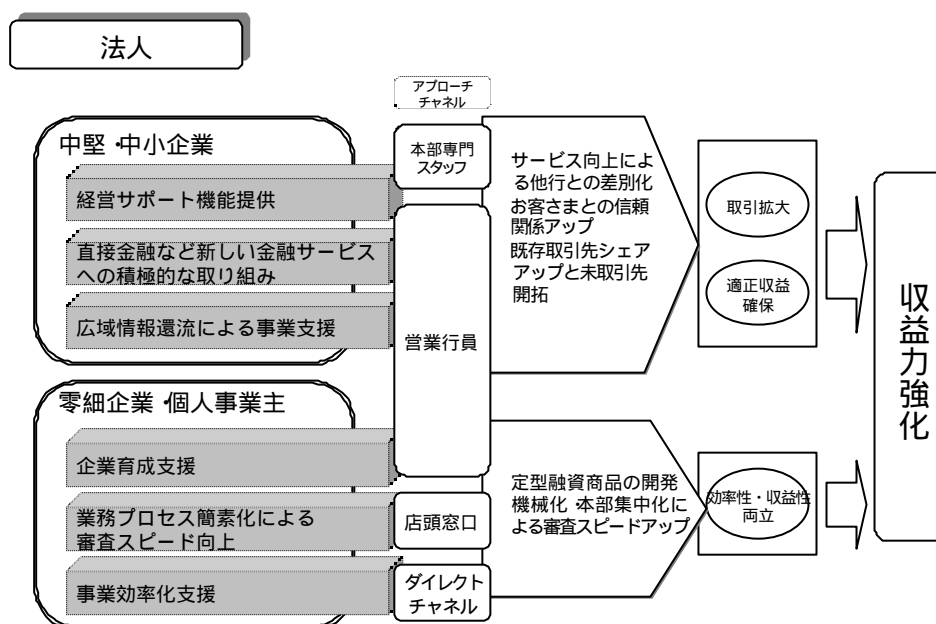 法人
アプローチ
チャネル
中堅・中小企業
経営サポート機能提供
直接金融など新しい金融サービス
への積極的な取り組み
広域情報還流による事業支援
零細企業・個人事業主
企業育成支援
業務プロセス簡素化による
審査スピード向上
事業効率化支援
本部専門
スタッフ
営業行員
店頭窓口
ダイレクト
チャネル
サービス向上によ
る他行との差別化
お客さまとの信頼
関係アップ
既存取引先シェア
アップと未取引先
開拓
定型融資商品の開発
機械化・本部集中化に
よる審査スピードアップ
取引拡大
適正収益
確保
効率性・収益性
両立
収益力強化